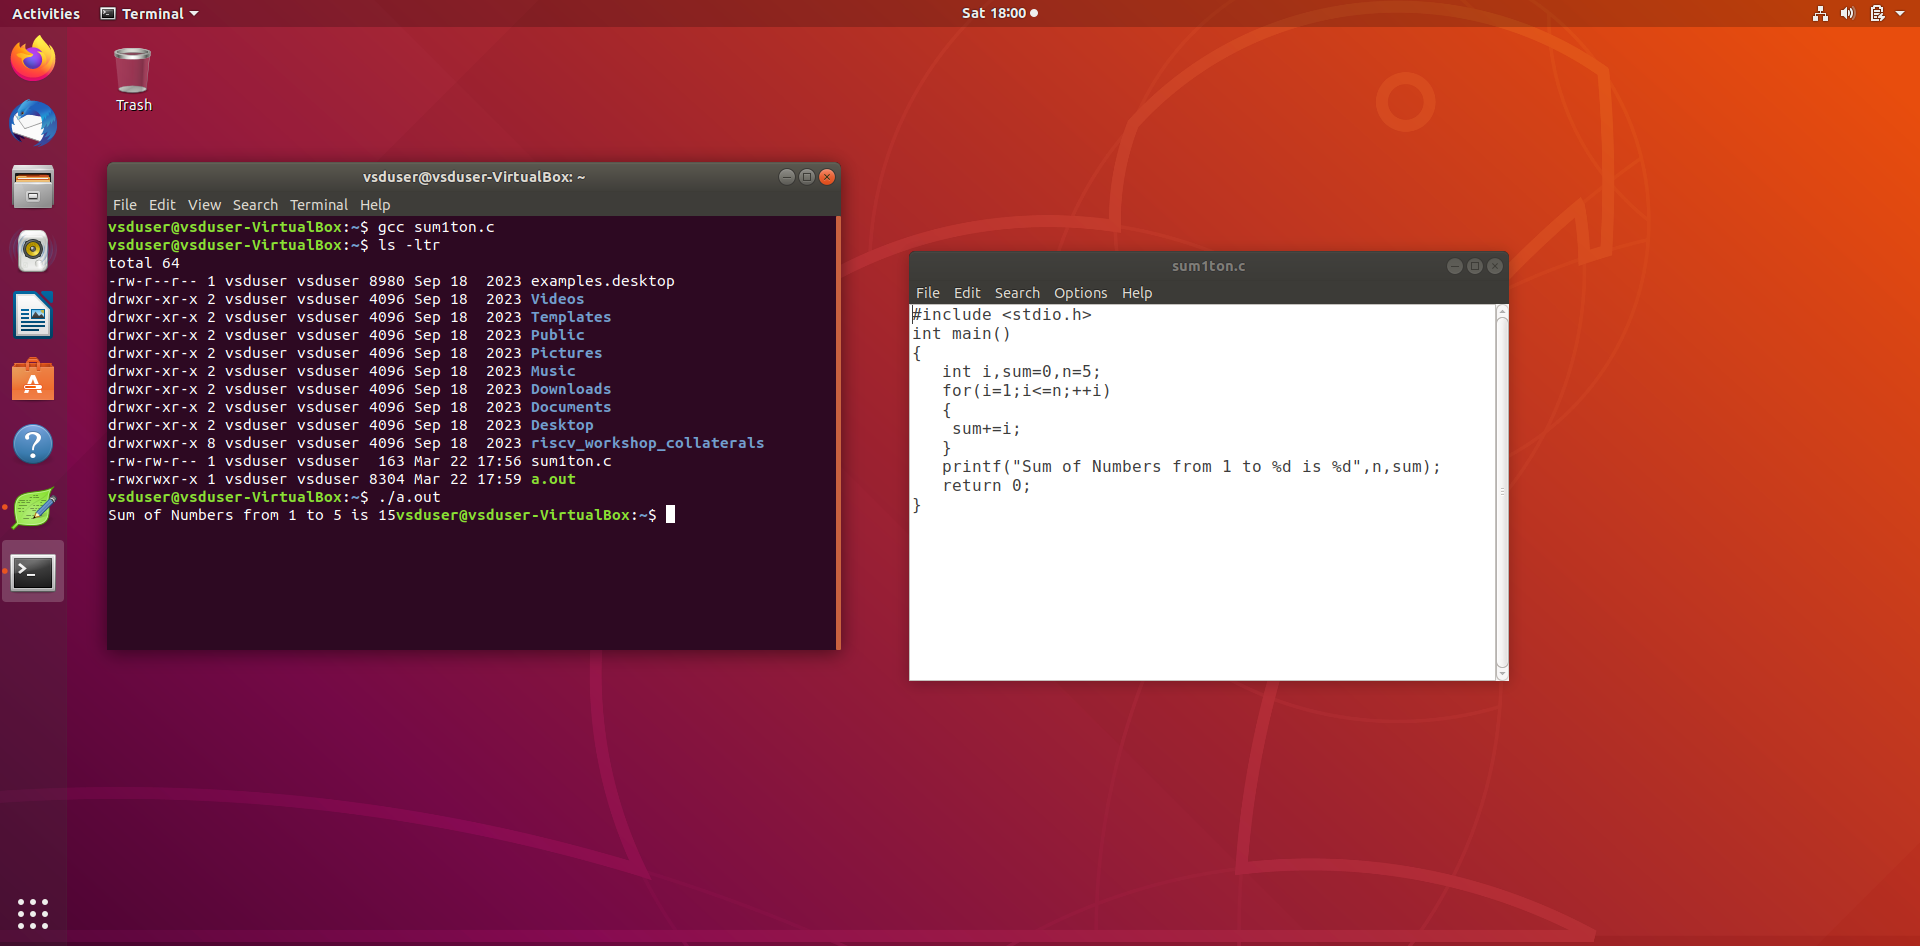 Activities Terminal Sat 18:00
Trash
vsduser@vsduser-VirtualBox: ~
File Edit View Search Terminal Help
vsduser@vsduser-VirtualBox:~$ gcc sum1ton.c
vsduser@vsduser-VirtualBox:~$ ls -ltr
total 64
-rw-r--r-- 1 vsduser vsduser 8980 Sep 18  2023 examples.desktop
drwxr-xr-x 2 vsduser vsduser 4096 Sep 18  2023 Videos
drwxr-xr-x 2 vsduser vsduser 4096 Sep 18  2023 Templates
drwxr-xr-x 2 vsduser vsduser 4096 Sep 18  2023 Public
drwxr-xr-x 2 vsduser vsduser 4096 Sep 18  2023 Pictures
drwxr-xr-x 2 vsduser vsduser 4096 Sep 18  2023 Music
drwxr-xr-x 2 vsduser vsduser 4096 Sep 18  2023 Downloads
drwxr-xr-x 2 vsduser vsduser 4096 Sep 18  2023 Documents
drwxr-xr-x 2 vsduser vsduser 4096 Sep 18  2023 Desktop
drwxrwxr-x 8 vsduser vsduser 4096 Sep 18  2023 riscv_workshop_collaterals
-rw-rw-r-- 1 vsduser vsduser  163 Mar 22 17:56 sum1ton.c
-rwxrwxr-x 1 vsduser vsduser 8304 Mar 22 17:59 a.out
vsduser@vsduser-VirtualBox:~$ ./a.out
Sum of Numbers from 1 to 5 is 15vsduser@vsduser-VirtualBox:~$
sum1ton.c
File Edit Search Options Help
#include <stdio.h>
int main()
{
   int i,sum=0,n=5;
   for(i=1;i<=n;++i)
   {
    sum+=i;
   }
   printf("Sum of Numbers from 1 to %d is %d",n,sum);
   return 0;
}